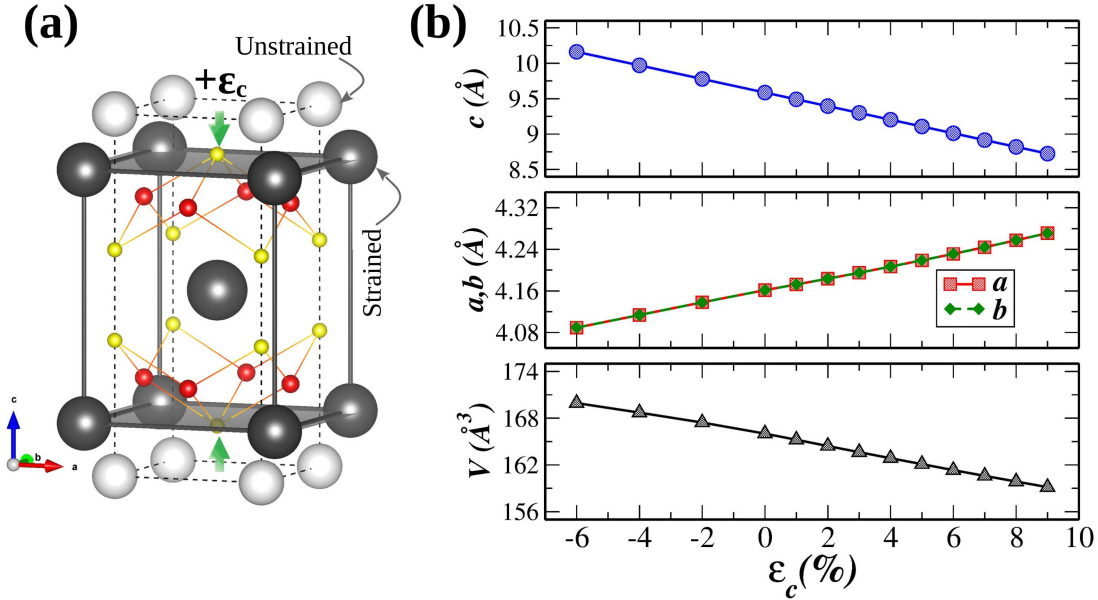 (a)
Unstrained
+εc
Strained
c
b
a
(b)
10.5
10
9.5
9
8.5
c (Å)
4.32
4.24
4.16
4.08
a,b (Å)
a
b
174
168
162
156
V (Å³)
-6 -4 -2 0 2 4 6 8 10
εc(%)